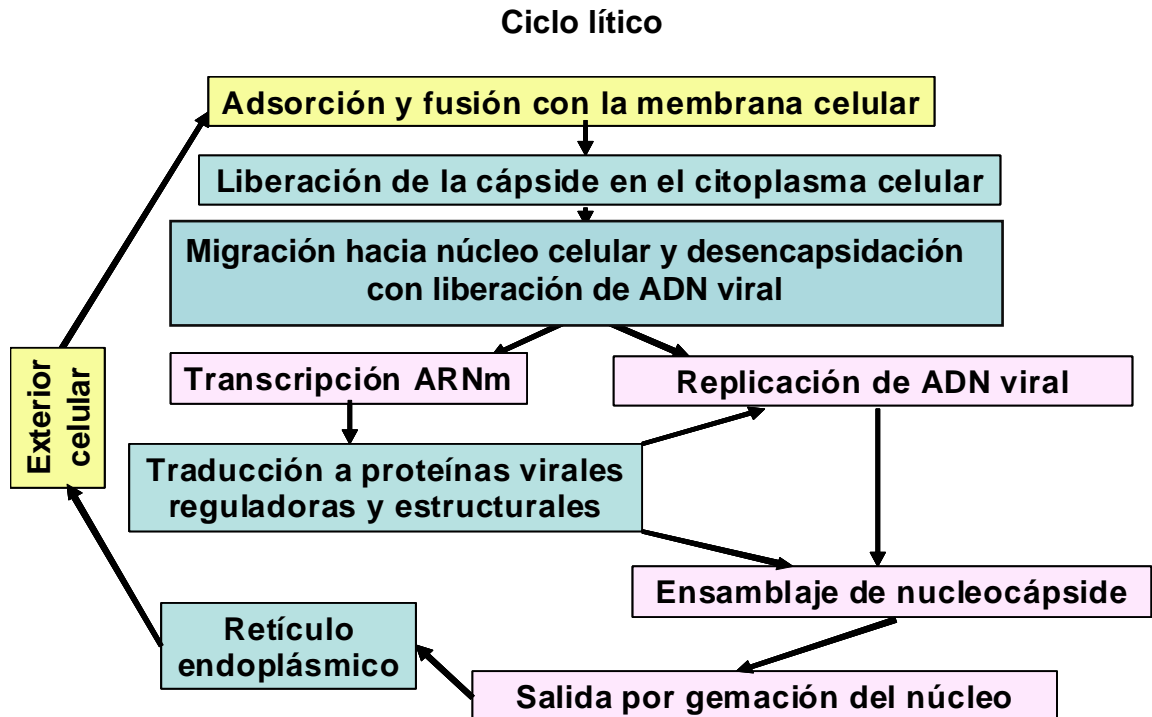 Ciclo lítico
Adsorción y fusión con la membrana celular
Liberación de la cápside en el citoplasma celular
Migración hacia núcleo celular y desencapsidación
con liberación de ADN viral
Transcripción ARNm
Replicación de ADN viral
Traducción a proteínas virales
reguladoras y estructurales
Ensamblaje de nucleocápside
Salida por gemación del núcleo
Retículo
endoplásmico
Exterior
celular